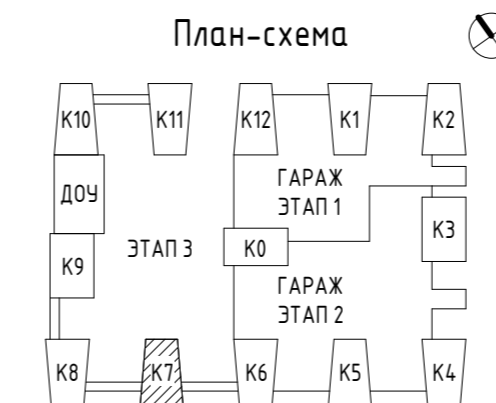 План-схема
К10 К11 К12 К1 К2
ГАРАЖ
ЭТАП 1
ДОУ
К3
ЭТАП 3 К0
К9
ГАРАЖ
ЭТАП 2
К8 К7 К6 К5 К4